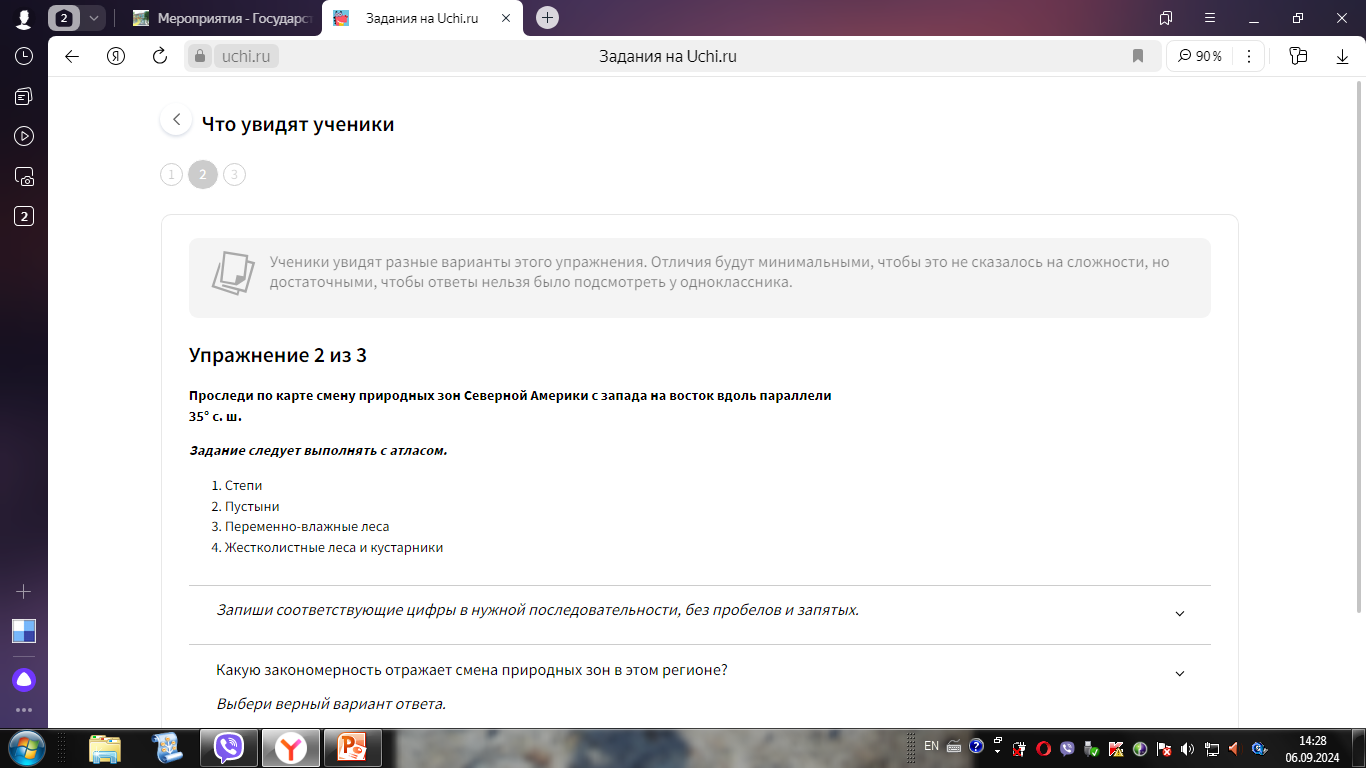 2
Мероприятия - Государст
Задания на Uchi.ru
uchi.ru
Задания на Uchi.ru
90%
2
Что увидят ученики
1 2 3
Ученики увидят разные варианты этого упражнения. Отличия будут минимальными, чтобы это не сказалось на сложности, но
достаточными, чтобы ответы нельзя было подсмотреть у одноклассника.
Упражнение 2 из 3
Проследи по карте смену природных зон Северной Америки с запада на восток вдоль параллели
35° с. ш.
Задание следует выполнять с атласом.
1. Степи
2. Пустыни
3. Переменно-влажные леса
4. Жестколистные леса и кустарники
Запиши соответствующие цифры в нужной последовательности, без пробелов и запятых.
Какую закономерность отражает смена природных зон в этом регионе?
Выбери верный вариант ответа.
EN
14:28
06.09.2024